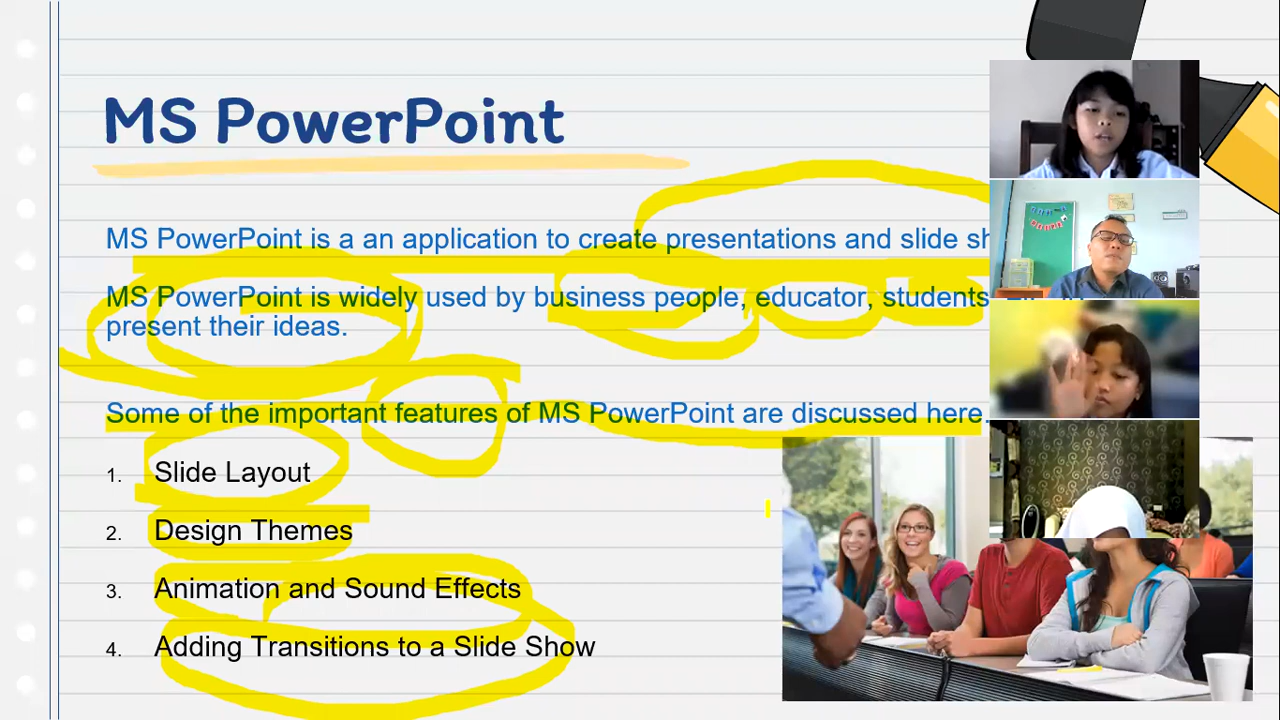 MS PowerPoint
MS PowerPoint is a an application to create presentations and slide
MS PowerPoint is widely used by business people, educator, students
present their ideas.
Some of the important features of MS PowerPoint are discussed here.
1. Slide Layout
2. Design Themes
3. Animation and Sound Effects
4. Adding Transitions to a Slide Show